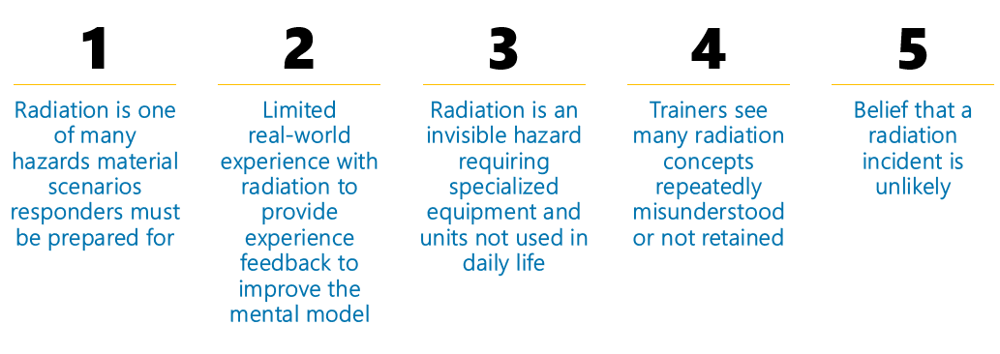 1
Radiation is one
of many
hazards material
scenarios
responders must
be prepared for
2
Limited
real-world
experience with
radiation to
provide
experience
feedback to
improve the
mental model
3
Radiation is an
invisible hazard
requiring
specialized
equipment and
units not used in
daily life
4
Trainers see
many radiation
concepts
repeatedly
misunderstood
or not retained
5
Belief that a
radiation
incident is
unlikely